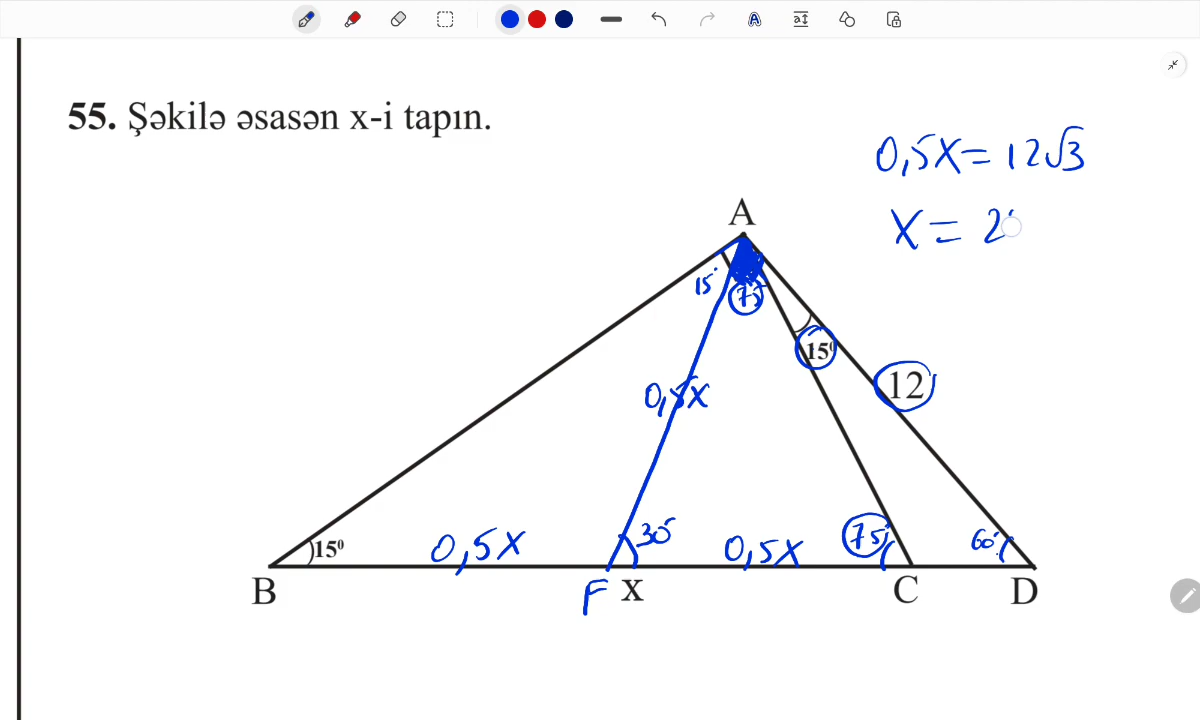 55. Şəkilə əsasən x-i tapın.
0,5x = 12√3
x = 2
A
15°
75
15⁰
12
0,5x
15⁰
0,5x
30°
0,5x
75°
60°
B
F
x
C
D